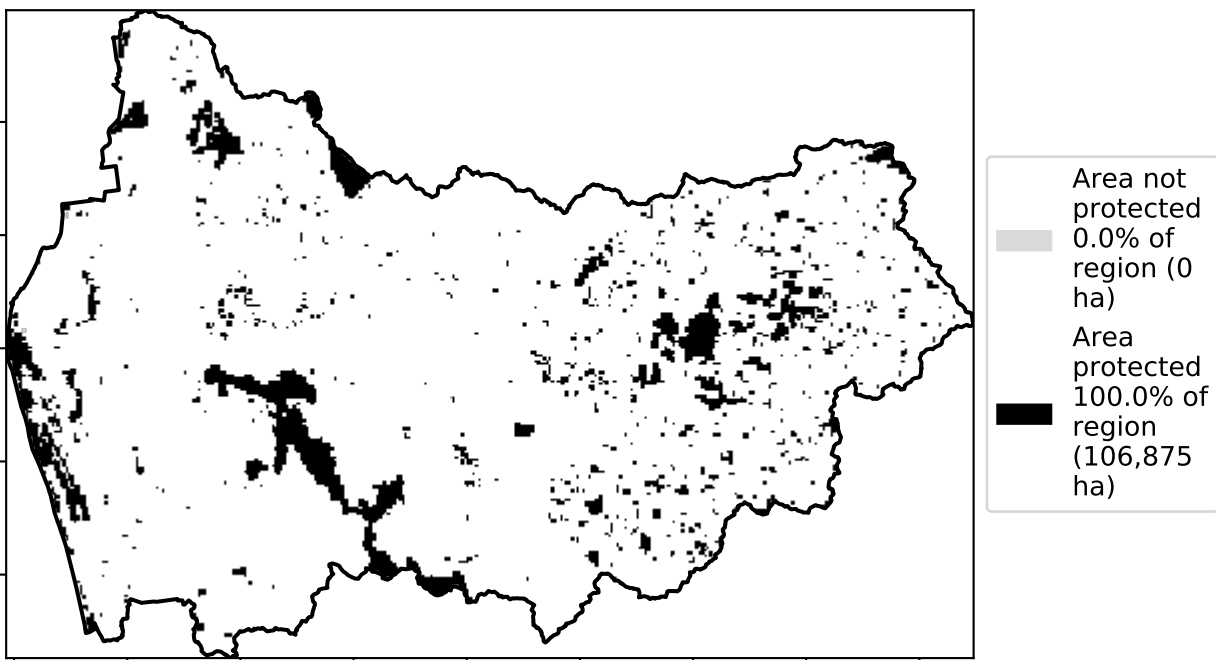 Area not
protected
0.0% of
region (0
ha)
Area
protected
100.0% of
region
(106,875
ha)